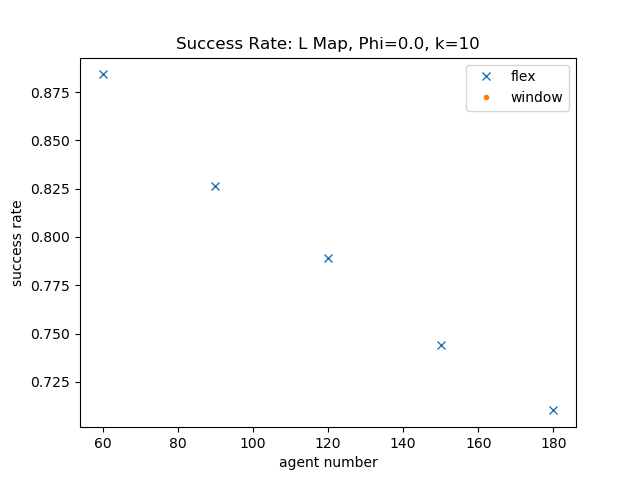 Success Rate: L Map, Phi=0.0, k=10
flex
window
success rate
0.875
0.850
0.825
0.800
0.775
0.750
0.725
60 80 100 120 140 160 180
agent number